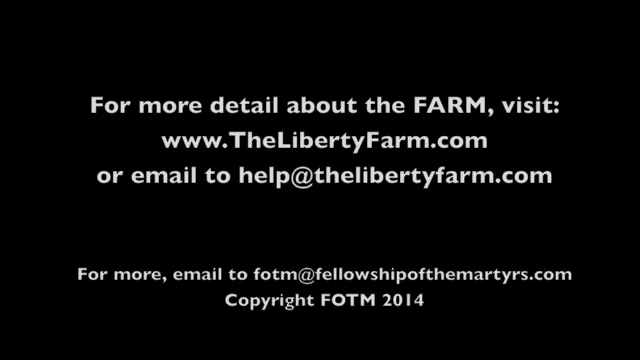 For more detail about the FARM, visit:
www.TheLibertyFarm.com
or email to help@thelibertyfarm.com
For more, email to fotm@fellowshipofthemartyrs.com
Copyright FOTM 2014